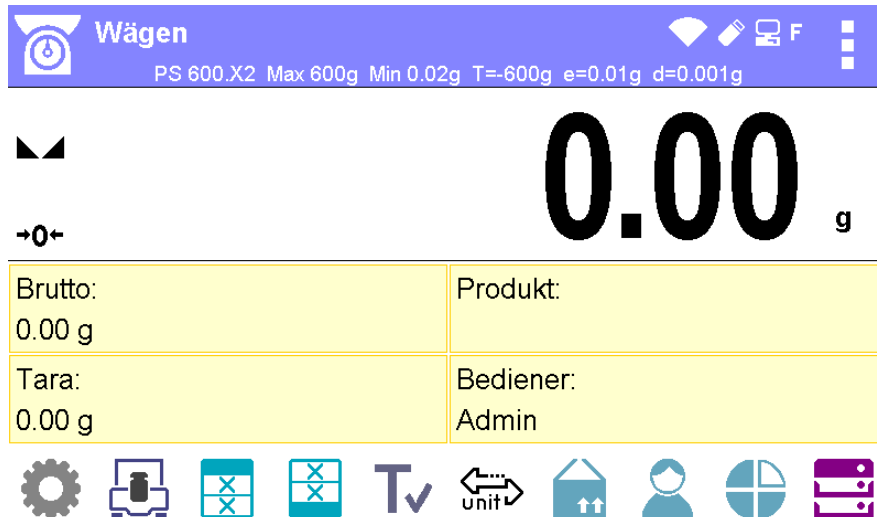 Wägen
F
PS 600.X2 Max 600g Min 0.02g T=-600g e=0.01g d=0.001g
0.00 g
→0←
Brutto:
0.00 g
Produkt:
Tara:
0.00 g
Bediener:
Admin
T
unit